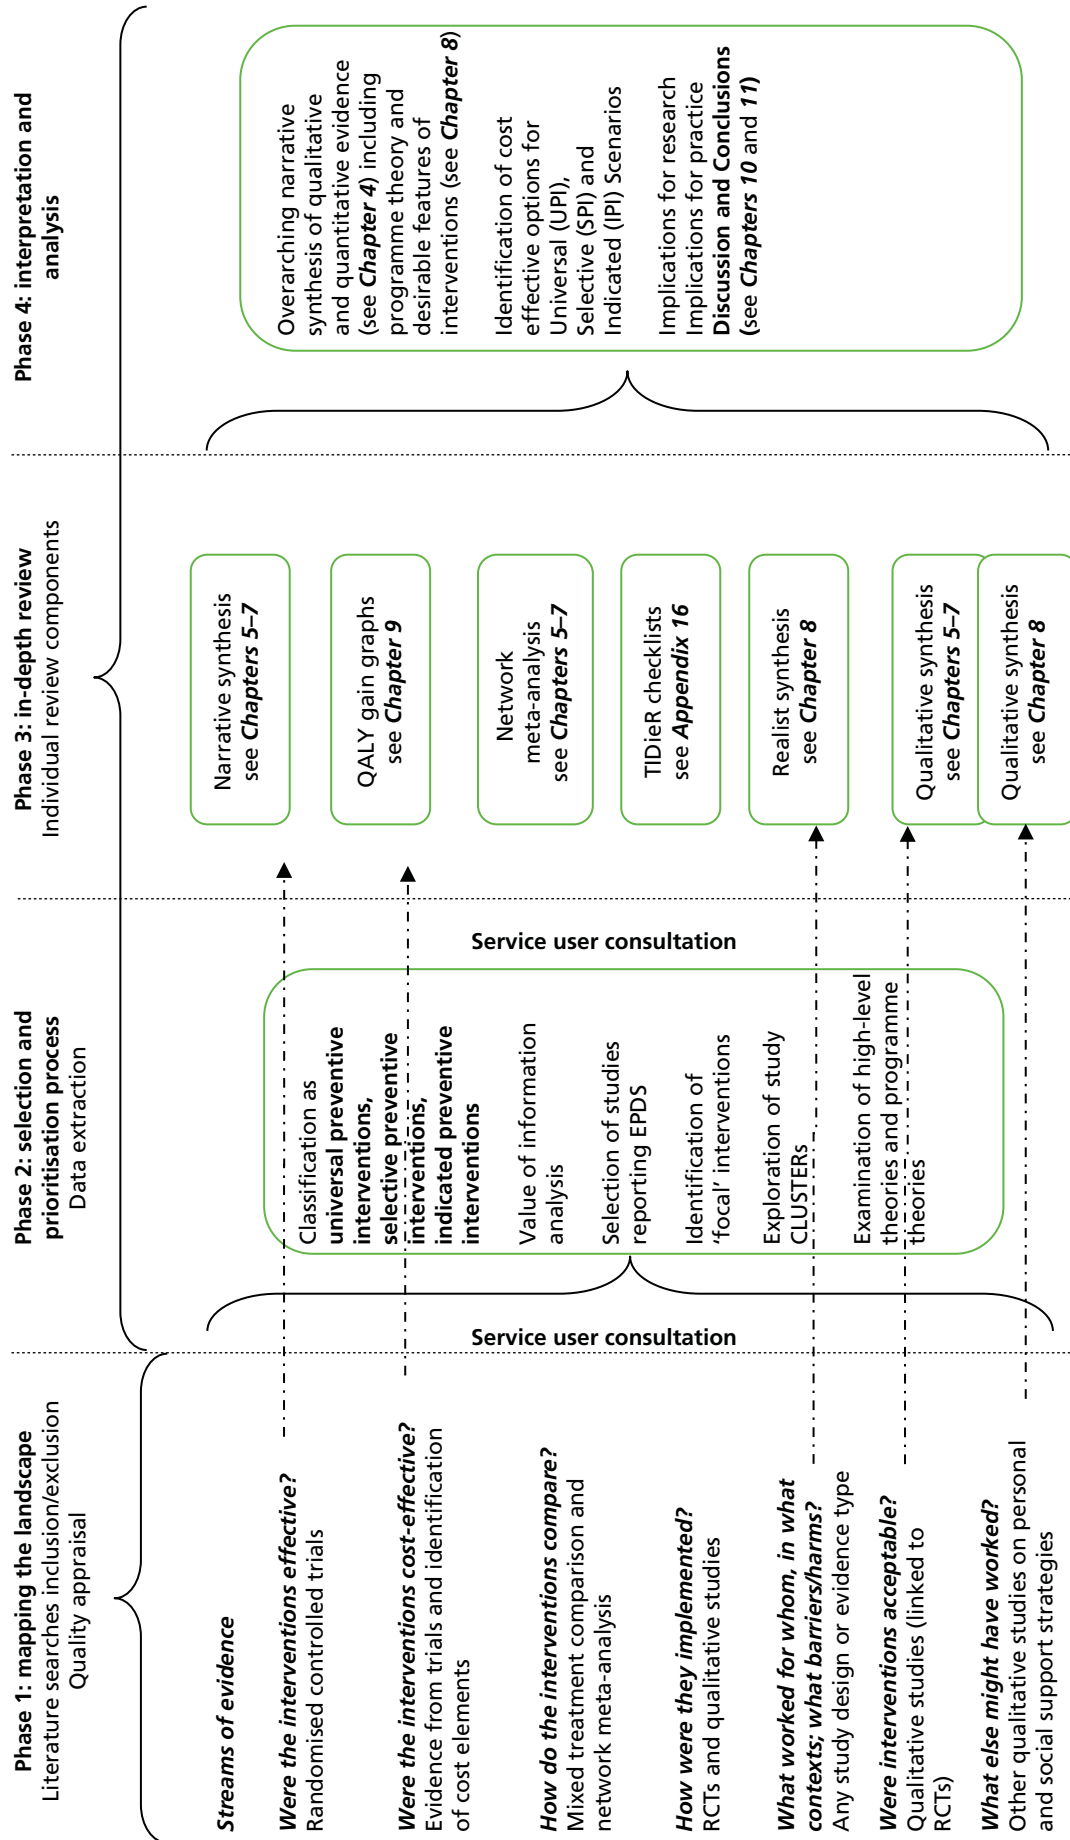 Phase 1: mapping the landscape
Literature searches inclusion/exclusion
Quality appraisal
Streams of evidence
Were the interventions effective?
Randomised controlled trials
Were the interventions cost-effective?
Evidence from trials and identification
of cost elements
How do the interventions compare?
Mixed treatment comparison and
network meta-analysis
How were they implemented?
RCTs and qualitative studies
What worked for whom, in what
contexts; what barriers/harms?
Any study design or evidence type
Were interventions acceptable?
Qualitative studies (linked to
RCTs)
What else might have worked?
Other qualitative studies on personal
and social support strategies
Phase 2: selection and
prioritisation process
Data extraction
Service user consultation
Classification as
universal preventive
interventions,
selective preventive
interventions,
indicated preventive
interventions
Value of information
analysis
Selection of studies
reporting EPDS
Identification of
‘focal’ interventions
Exploration of study
CLUSTERs
Examination of high-level
theories and programme
theories
Service user consultation
Phase 3: in-depth review
Individual review components
Narrative synthesis
see Chapters 5–7
QALY gain graphs
see Chapter 9
Network
meta-analysis
see Chapters 5–7
TIDieR checklists
see Appendix 16
Realist synthesis
see Chapter 8
Qualitative synthesis
see Chapters 5–7
Qualitative synthesis
see Chapter 8
Phase 4: interpretation and
analysis
Overarching narrative
synthesis of qualitative
and quantitative evidence
(see Chapter 4) including
programme theory and
desirable features of
interventions (see Chapter 8)
Identification of cost
effective options for
Universal (UPI),
Selective (SPI) and
Indicated (IPI) Scenarios
Implications for research
Implications for practice
Discussion and Conclusions
(see Chapters 10 and 11)